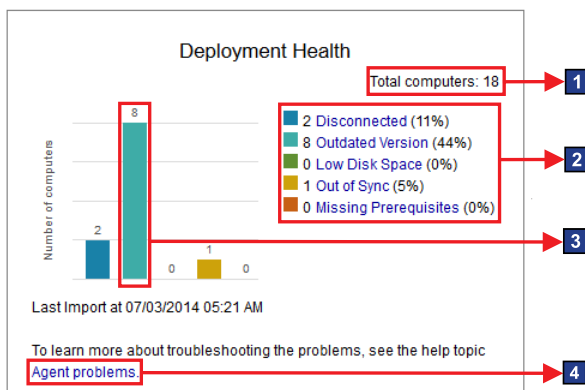 Deployment Health
Total computers: 18
1
2 Disconnected (11%)
8 Outdated Version (44%)
0 Low Disk Space (0%)
1 Out of Sync (5%)
0 Missing Prerequisites (0%)
2
Number of computers
8
2
0
1
0
3
Last Import at 07/03/2014 05:21 AM
To learn more about troubleshooting the problems, see the help topic
Agent problems.
4